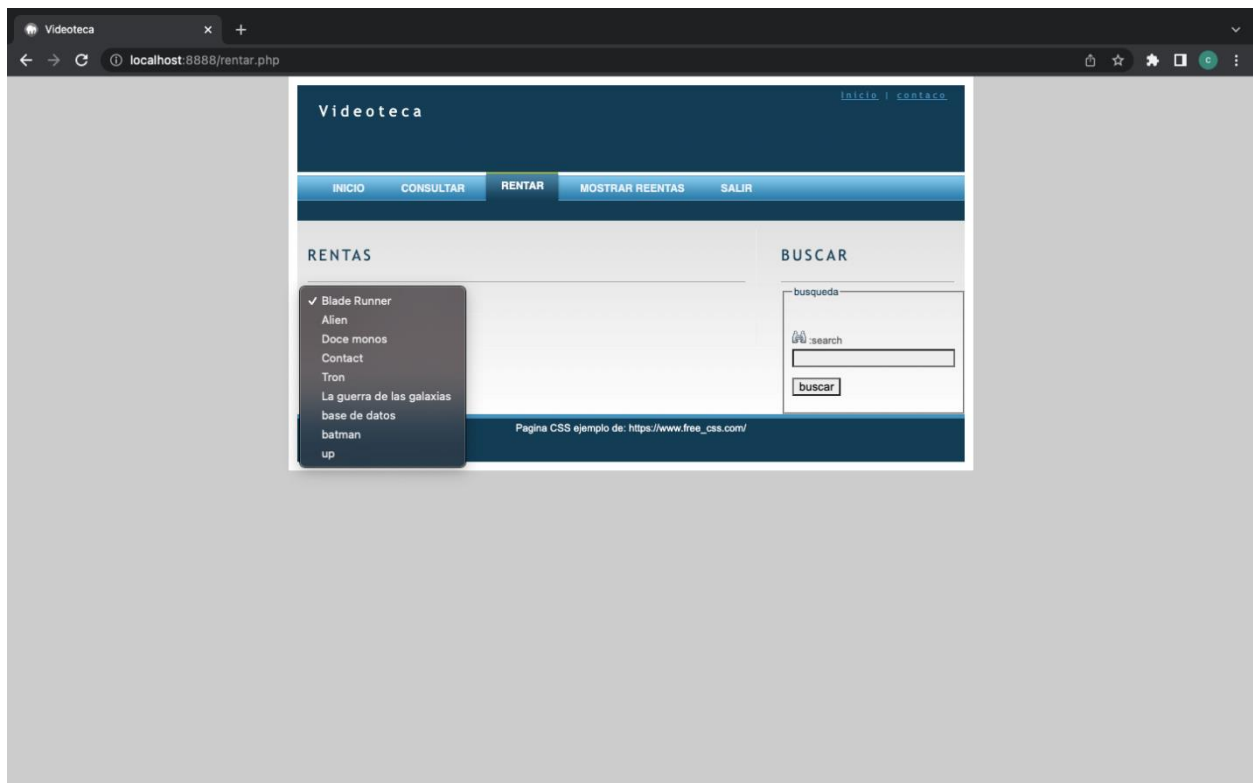 Videoteca
localhost:8888/rentar.php
c
Videoteca
Inicio | contaco
INICIO CONSULTAR RENTAR MOSTRAR REENTAS SALIR
RENTAS
✓ Blade Runner
Alien
Doce monos
Contact
Tron
La guerra de las galaxias
base de datos
batman
up
BUSCAR
busqueda
:search
buscar
Pagina CSS ejemplo de: https://www.free_css.com/